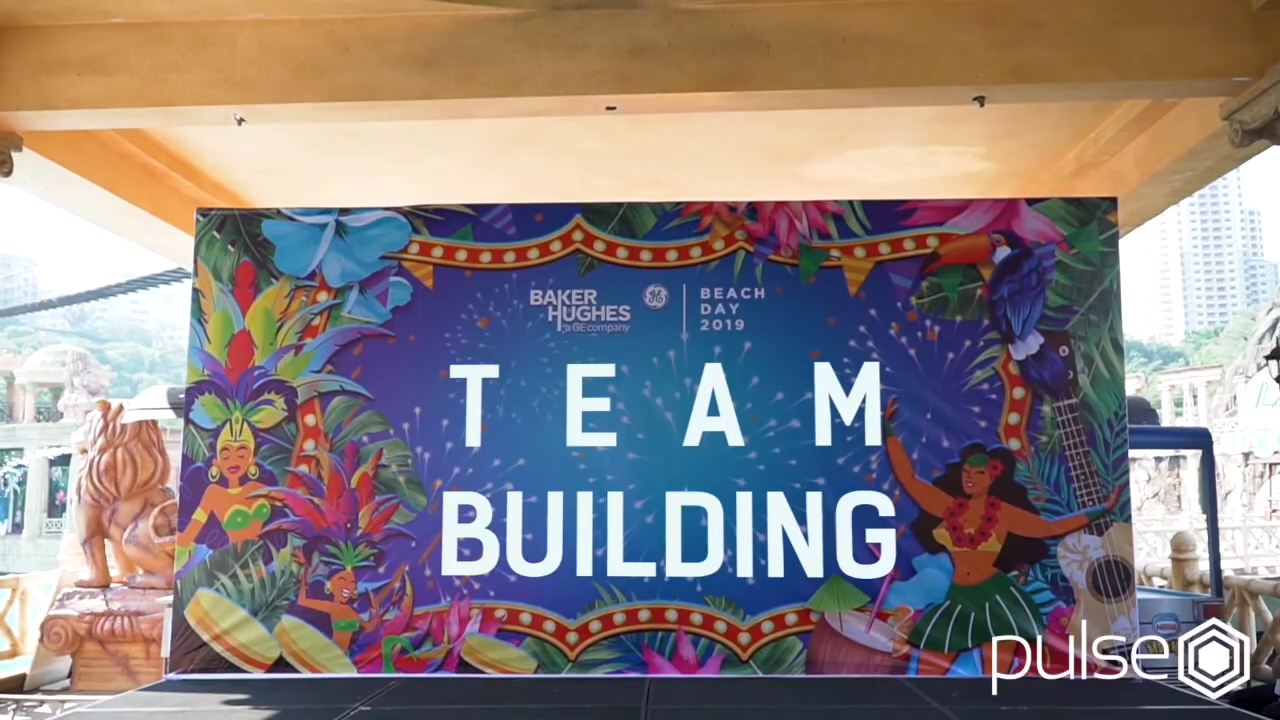 BAKER
HUGHES
a GE company
BEACH
DAY
2019
TEAM
BUILDING
pulse